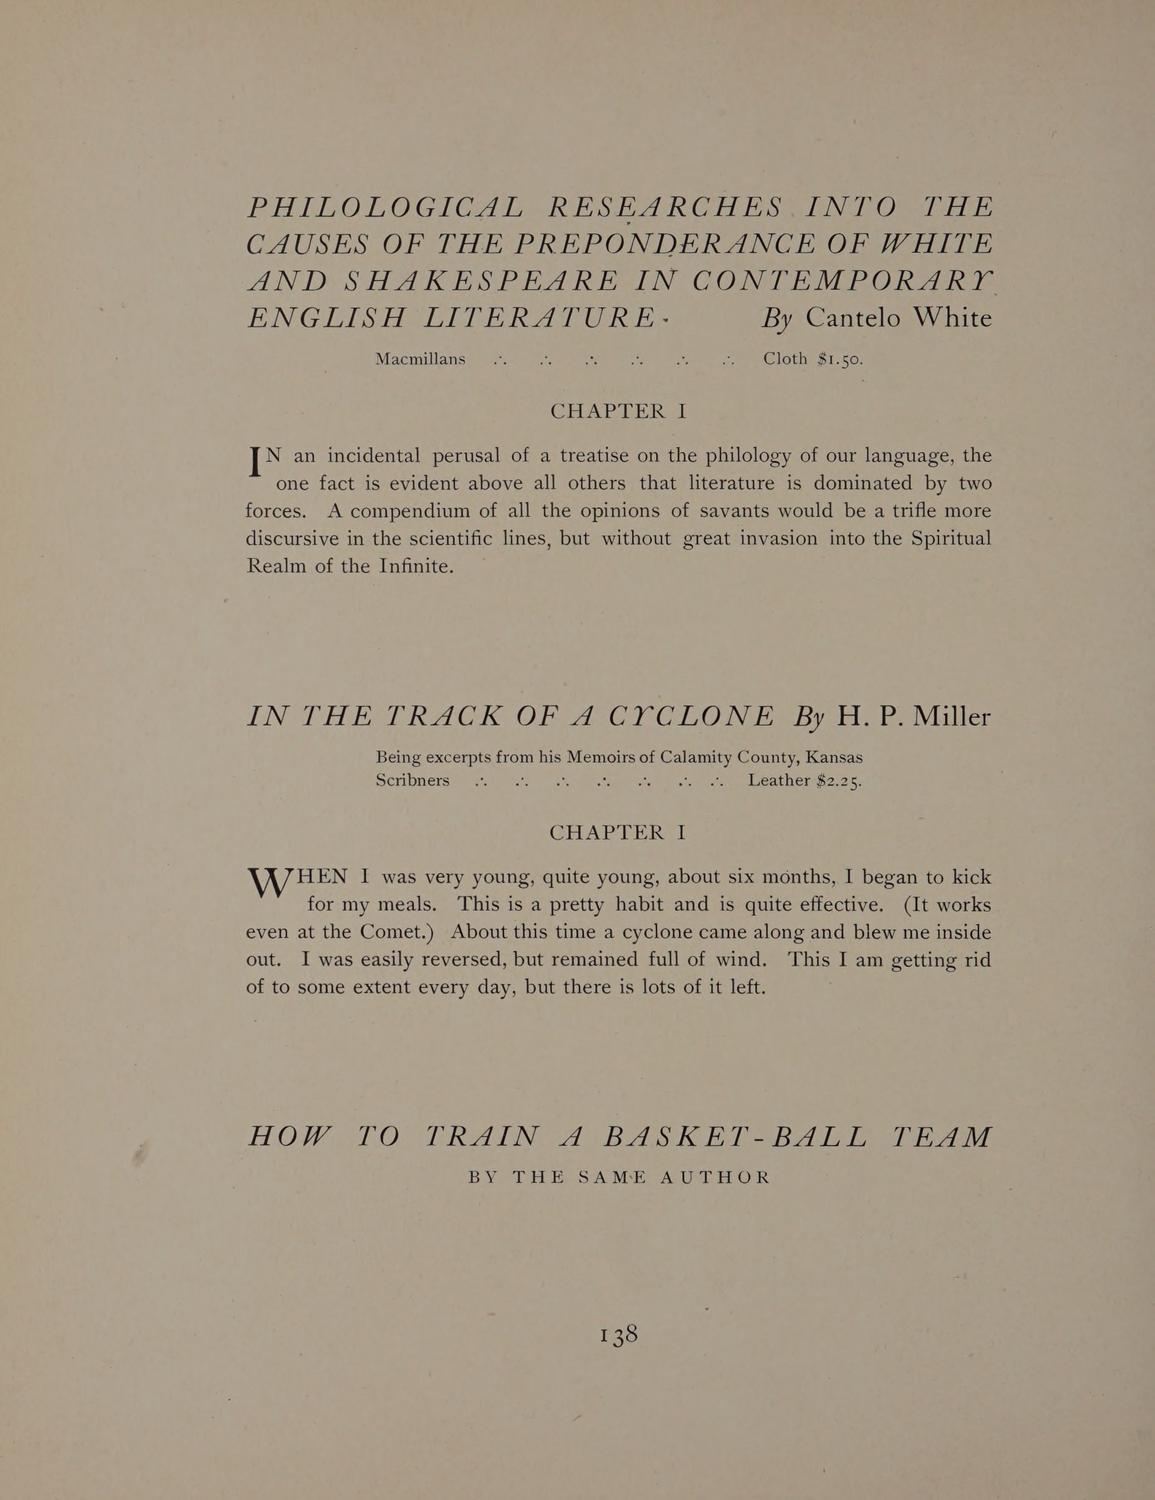 PHILOLOGICAL RESEARCHES INTO THE
CAUSES OF THE PREPONDERANCE OF WHITE
AND SHAKESPEARE IN CONTEMPORARY
ENGLISH LITERATURE. By Cantelo White
Macmillans ∴ ∴ ∴ ∴ ∴ ∴ Cloth $1.50.
CHAPTER I
IN an incidental perusal of a treatise on the philology of our language, the
one fact is evident above all others that literature is dominated by two
forces. A compendium of all the opinions of savants would be a trifle more
discursive in the scientific lines, but without great invasion into the Spiritual
Realm of the Infinite.
IN THE TRACK OF A CYCLONE By H. P. Miller
Being excerpts from his Memoirs of Calamity County, Kansas
Scribners ∴ ∴ ∴ ∴ ∴ ∴ ∴ Leather $2.25.
CHAPTER I
WHEN I was very young, quite young, about six months, I began to kick
for my meals. This is a pretty habit and is quite effective. (It works
even at the Comet.) About this time a cyclone came along and blew me inside
out. I was easily reversed, but remained full of wind. This I am getting rid
of to some extent every day, but there is lots of it left.
HOW TO TRAIN A BASKET-BALL TEAM
BY THE SAME AUTHOR
138